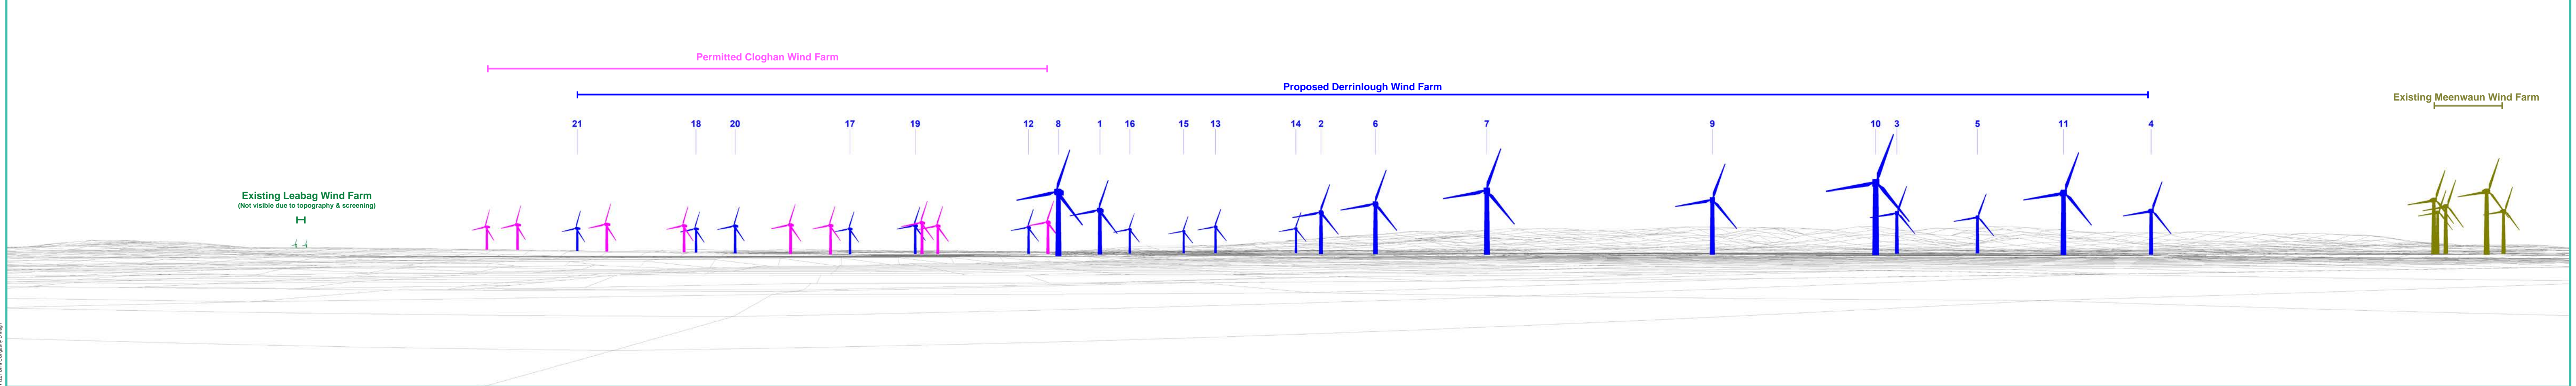 Permitted Cloghan Wind Farm
Proposed Derrinlough Wind Farm
Existing Meenwaun Wind Farm
21 18 20 17 19 12 8 1 16 15 13 14 2 6 7 9 10 3 5 11 4
Existing Leabag Wind Farm
(Not visible due to topography & screening)